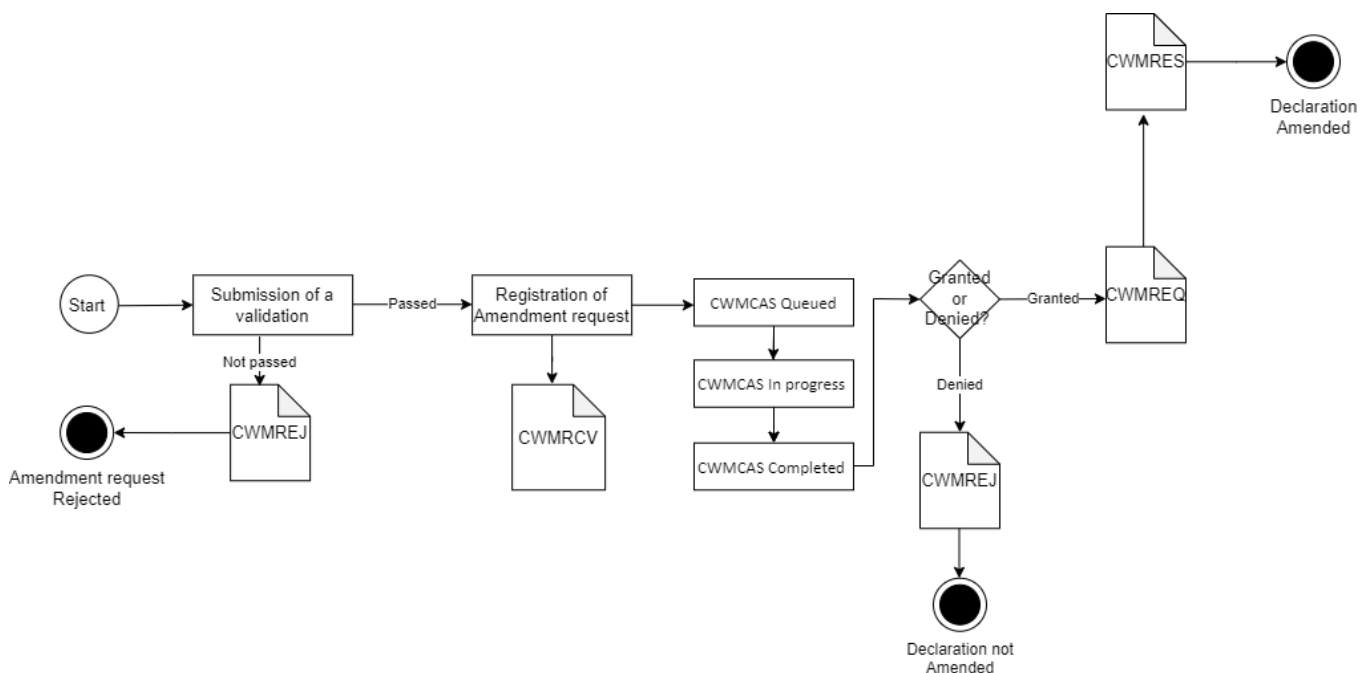 CWMRES
Declaration
Amended
Start
Submission of a
validation
Passed
Registration of
Amendment request
CWMCAS Queued
Granted
or
Denied?
Granted
CWMREQ
Not passed
CWMCAS In progress
Denied
CWMREJ
CWMRCV
CWMCAS Completed
CWMREJ
Amendment request
Rejected
Declaration not
Amended